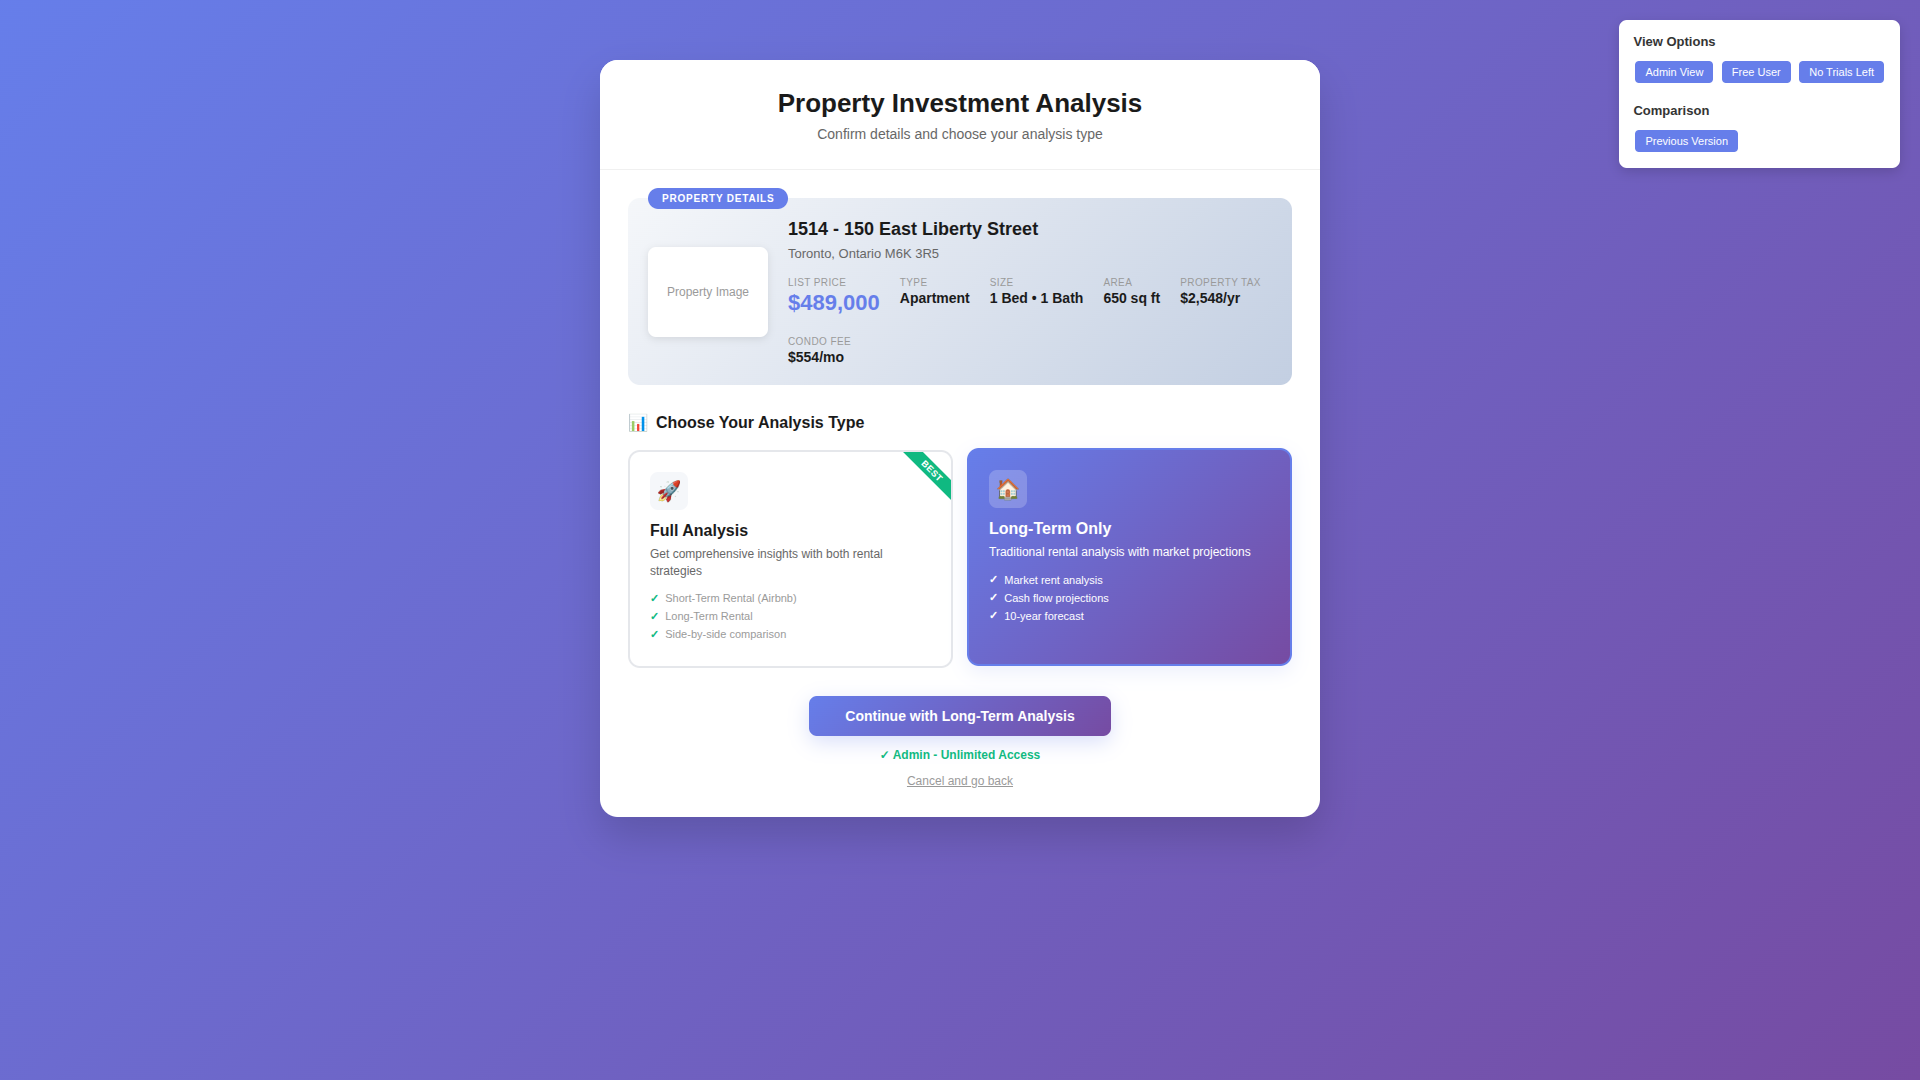 View Options
Admin View
Free User
No Trials Left
Comparison
Previous Version
Property Investment Analysis
Confirm details and choose your analysis type
PROPERTY DETAILS
Property Image
1514 - 150 East Liberty Street
Toronto, Ontario M6K 3R5
LIST PRICE
$489,000
TYPE
Apartment
SIZE
1 Bed • 1 Bath
AREA
650 sq ft
PROPERTY TAX
$2,548/yr
CONDO FEE
$554/mo
📊 Choose Your Analysis Type
BEST
Full Analysis
Get comprehensive insights with both rental
strategies
✓ Short-Term Rental (Airbnb)
✓ Long-Term Rental
✓ Side-by-side comparison
Long-Term Only
Traditional rental analysis with market projections
✓ Market rent analysis
✓ Cash flow projections
✓ 10-year forecast
Continue with Long-Term Analysis
✓ Admin - Unlimited Access
Cancel and go back